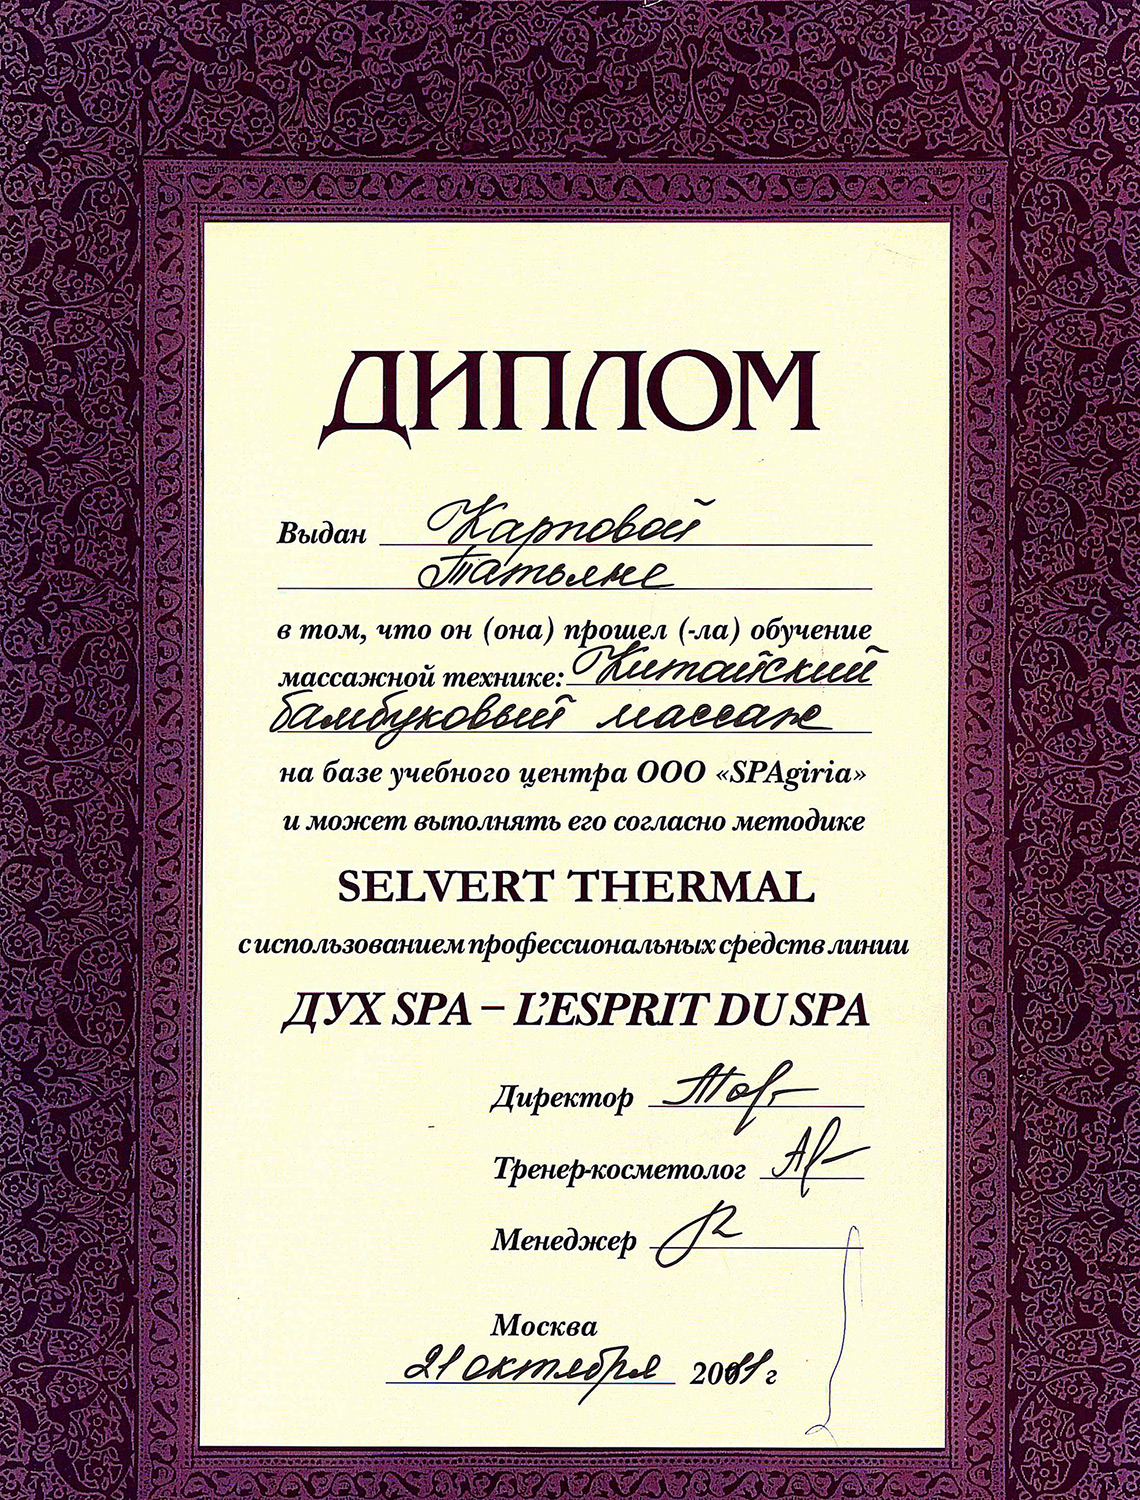 ДИПЛОМ
Выдан Карповой
Татьяне
в том, что он (она) прошел (-ла) обучение
массажной технике: Китайский
бамбуковый массаж
на базе учебного центра ООО «SPAgiria»
и может выполнять его согласно методике
SELVERT THERMAL
с использованием профессиональных средств линии
ДУХ SPA – L’ESPRIT DU SPA
Директор
Тренер-косметолог
Менеджер
Москва
21 октября 2011 г